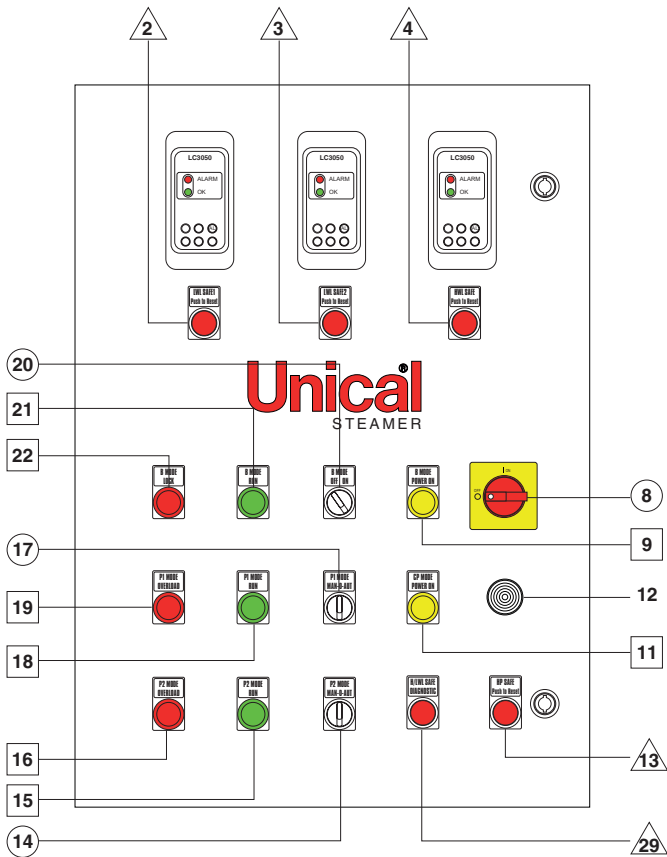 2 3 4
LC3050 LC3050 LC3050
ALARM ALARM ALARM
OK OK OK
LWL SAFE1 LWL SAFE2 HWL SAFE
Push to Reset Push to Reset Push to Reset
20
Unical®
STEAMER
21
22
B MODE B MODE B MODE B MODE
LOCK RUN OFF | ON POWER ON
I ON
OFF O
8
17
9
P1 MODE P1 MODE P1 MODE CP MODE
OVERLOAD RUN MAN-0-AUT POWER ON
19
12
18
11
P2 MODE P2 MODE P2 MODE H/LWL SAFE HP SAFE
OVERLOAD RUN MAN-0-AUT DIAGNOSTIC Push to Reset
16
13
15
14
29